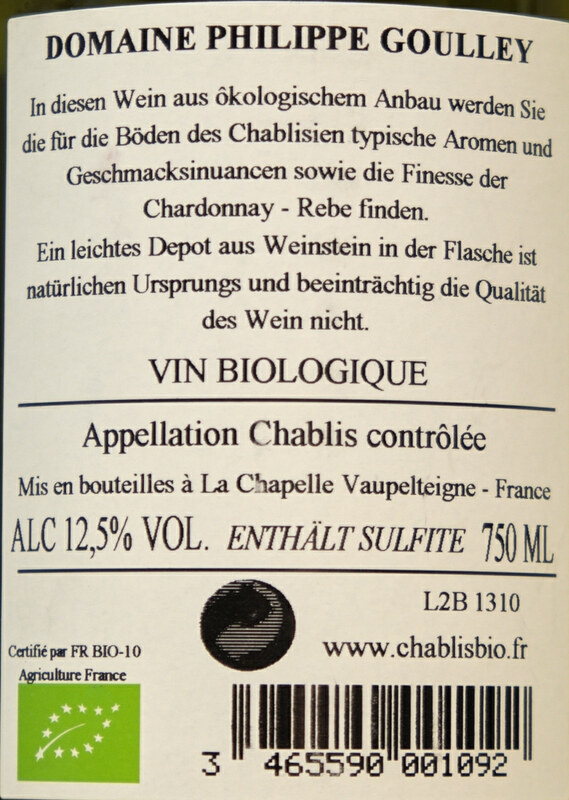 DOMAINE PHILIPPE GOULLEY
In diesen Wein aus ôkologischem Anbau werden Sie
die für die Böden des Chablisien typische Aromen und
Geschmacksinuancen sowie die Finesse der
Chardonnay - Rebe finden.
Ein leichtes Depot aus Weinstein in der Flasche ist
natürlichen Ursprungs und beeinträchtig die Qualität
des Wein nicht.
VIN BIOLOGIQUE
Appellation Chablis contrôlée
Mis en bouteilles à La Chapelle Vaupelteigne - France
ALC 12,5% VOL. ENTHÄLT SULFITE 750 ML
L2B 1310
www.chablisbio.fr
Certifié par FR BIO-10
Agriculture France
3 465590 001092